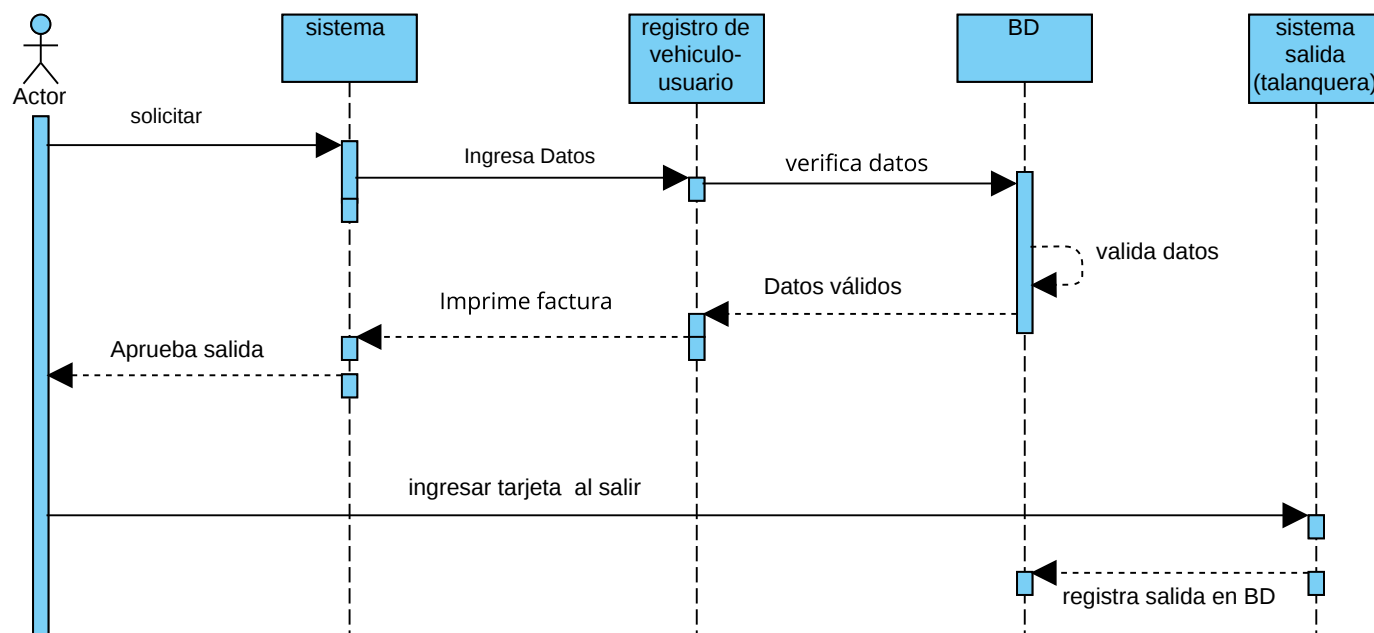 sistema
registro de
vehiculo-
usuario
BD
sistema
salida
(talanquera)
Actor
solicitar
Ingresa Datos
verifica datos
valida datos
Datos válidos
Imprime factura
Aprueba salida
ingresar tarjeta  al salir
registra salida en BD